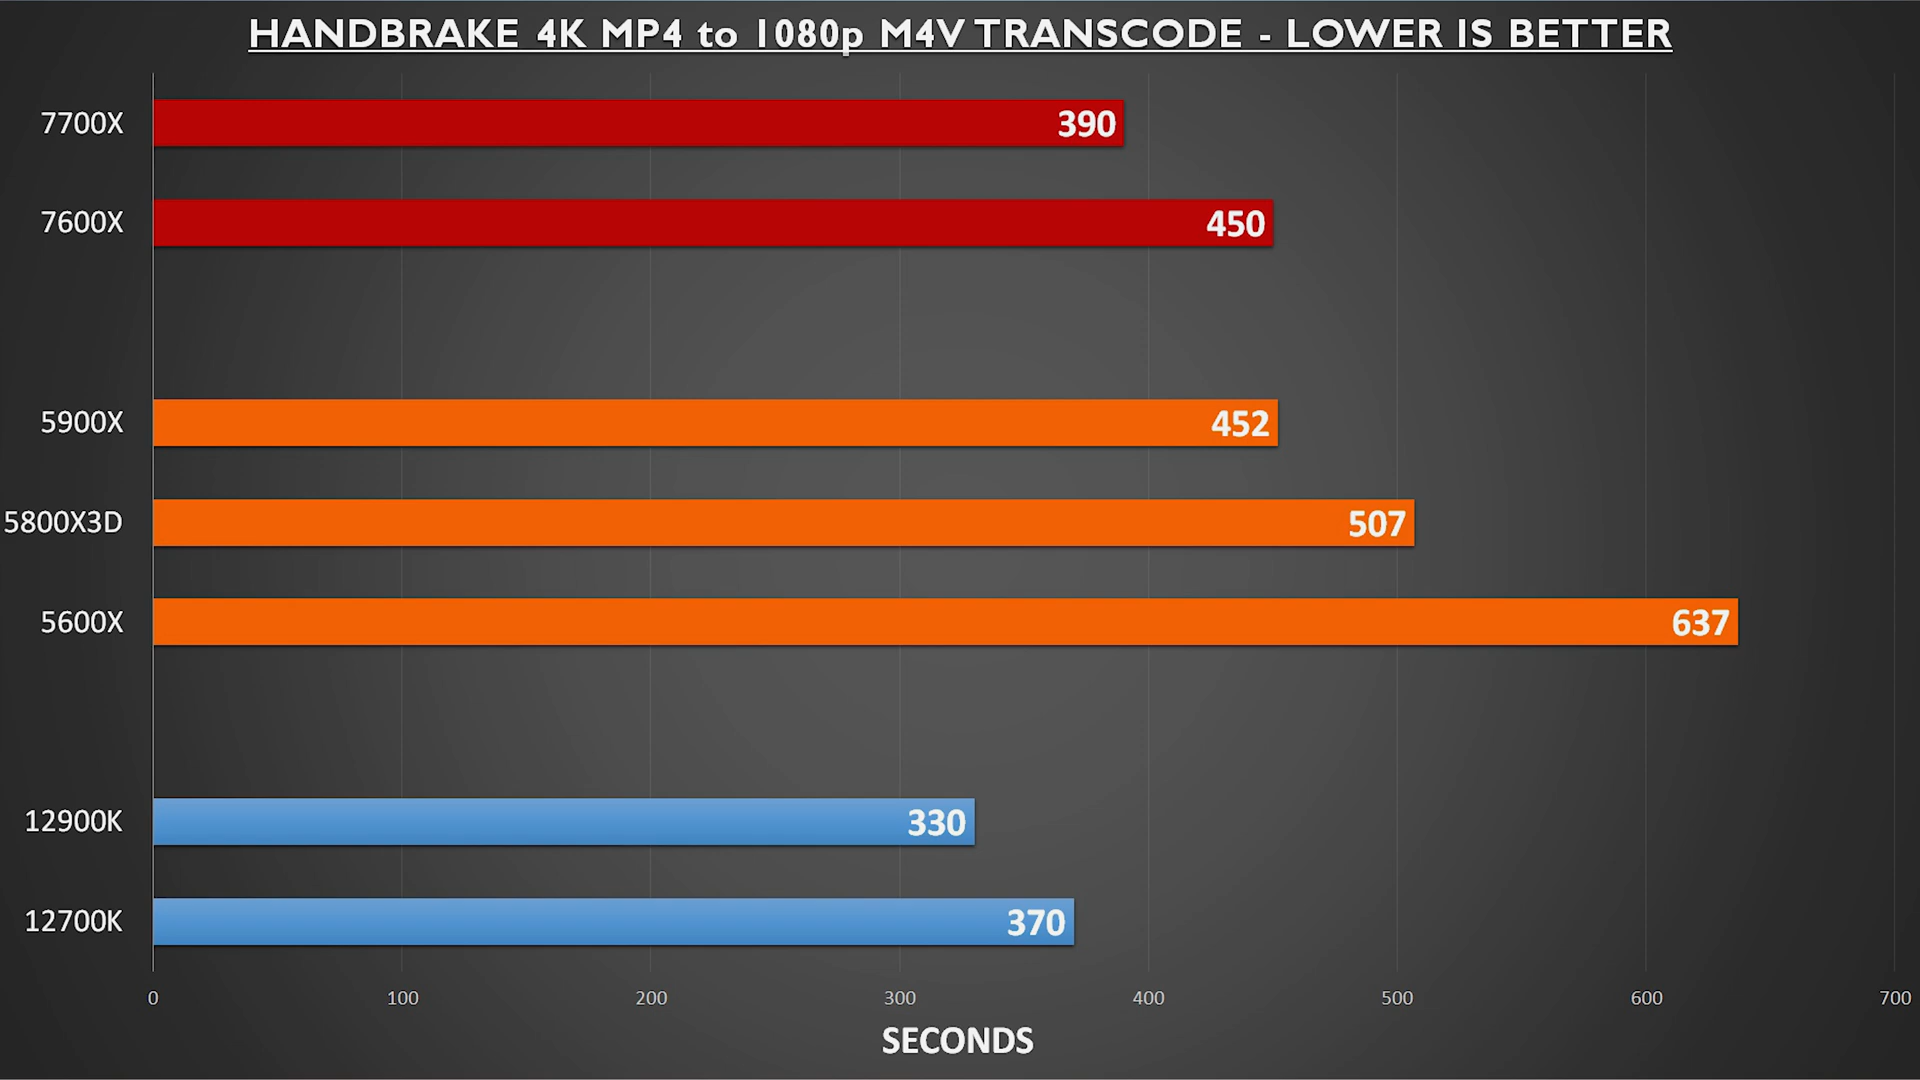 HANDBRAKE 4K MP4 to 1080p M4V TRANSCODE - LOWER IS BETTER
7700X 390
7600X 450
5900X 452
5800X3D 507
5600X 637
12900K 330
12700K 370
0 100 200 300 400 500 600 700
SECONDS